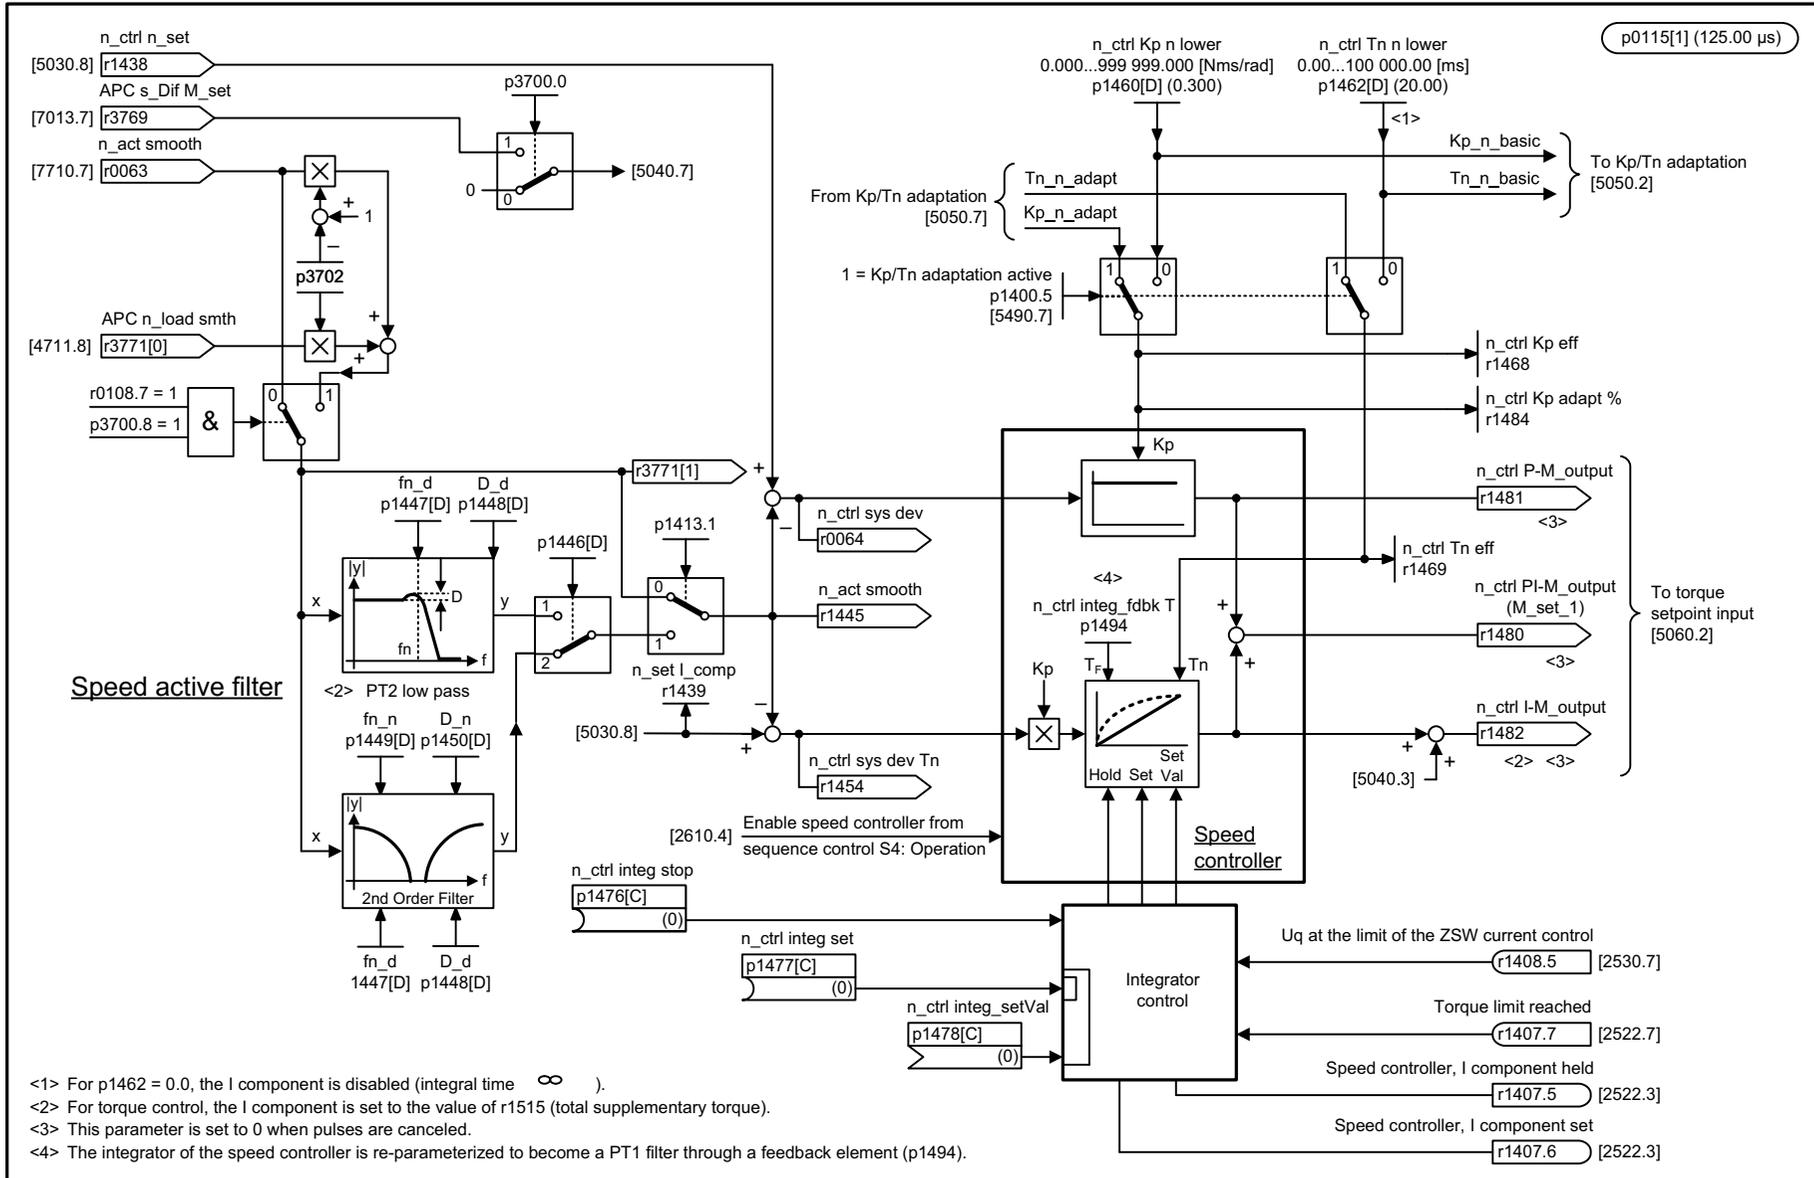 p0115[1] (125.00 µs)
n_ctrl n_set
[5030.8] r1438
APC s_Dif M_set
[7013.7] r3769
n_act smooth
[7710.7] r0063
p3700.0
1
0
0
[5040.7]
+
1
–
p3702
APC n_load smth
[4711.8] r3771[0]
+
+
r0108.7 = 1
p3700.8 = 1
&
0
1
r3771[1]
n_ctrl Kp n lower
0.000...999 999.000 [Nms/rad]
p1460[D] (0.300)
n_ctrl Tn n lower
0.00...100 000.00 [ms]
p1462[D] (20.00)
<1>
Kp_n_basic
Tn_n_basic
To Kp/Tn adaptation
[5050.2]
From Kp/Tn adaptation
[5050.7]
Tn_n_adapt
Kp_n_adapt
1 = Kp/Tn adaptation active
p1400.5
[5490.7]
1
0
1
0
n_ctrl Kp eff
r1468
n_ctrl Kp adapt %
r1484
fn_d
p1447[D]
D_d
p1448[D]
|y|
D
fn
f
x
y
<2> PT2 low pass
Speed active filter
p1446[D]
1
2
p1413.1
0
1
+
–
n_ctrl sys dev
r0064
n_act smooth
r1445
n_set I_comp
r1439
[5030.8]
–
+
n_ctrl sys dev Tn
r1454
fn_n
p1449[D]
D_n
p1450[D]
|y|
f
x
y
2nd Order Filter
fn_d
1447[D]
D_d
p1448[D]
Kp
<4>
n_ctrl integ_fdbk T
p1494
TF
Tn
Kp
Hold Set Set Val
+
+
Speed
controller
n_ctrl P-M_output
r1481
<3>
n_ctrl Tn eff
r1469
n_ctrl PI-M_output
(M_set_1)
r1480
<3>
n_ctrl I-M_output
r1482
<2> <3>
+
+
[5040.3]
To torque
setpoint input
[5060.2]
[2610.4]
Enable speed controller from
sequence control S4: Operation
n_ctrl integ stop
p1476[C]
(0)
n_ctrl integ set
p1477[C]
(0)
n_ctrl integ_setVal
p1478[C]
(0)
Integrator
control
Uq at the limit of the ZSW current control
r1408.5 [2530.7]
Torque limit reached
r1407.7 [2522.7]
Speed controller, I component held
r1407.5 [2522.3]
Speed controller, I component set
r1407.6 [2522.3]
<1> For p1462 = 0.0, the I component is disabled (integral time ∞ ).
<2> For torque control, the I component is set to the value of r1515 (total supplementary torque).
<3> This parameter is set to 0 when pulses are canceled.
<4> The integrator of the speed controller is re-parameterized to become a PT1 filter through a feedback element (p1494).